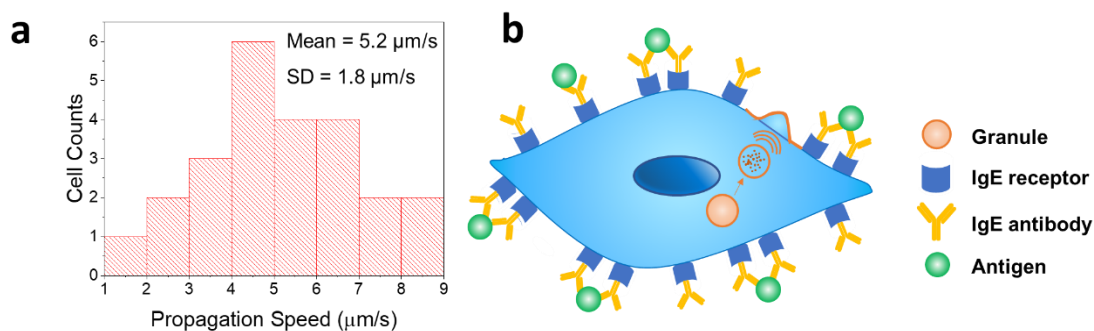 a
Cell Counts
6
5
4
3
2
1
0
Mean = 5.2 µm/s
SD = 1.8 µm/s
1 2 3 4 5 6 7 8 9
Propagation Speed (μm/s)
b
Granule
IgE receptor
IgE antibody
Antigen